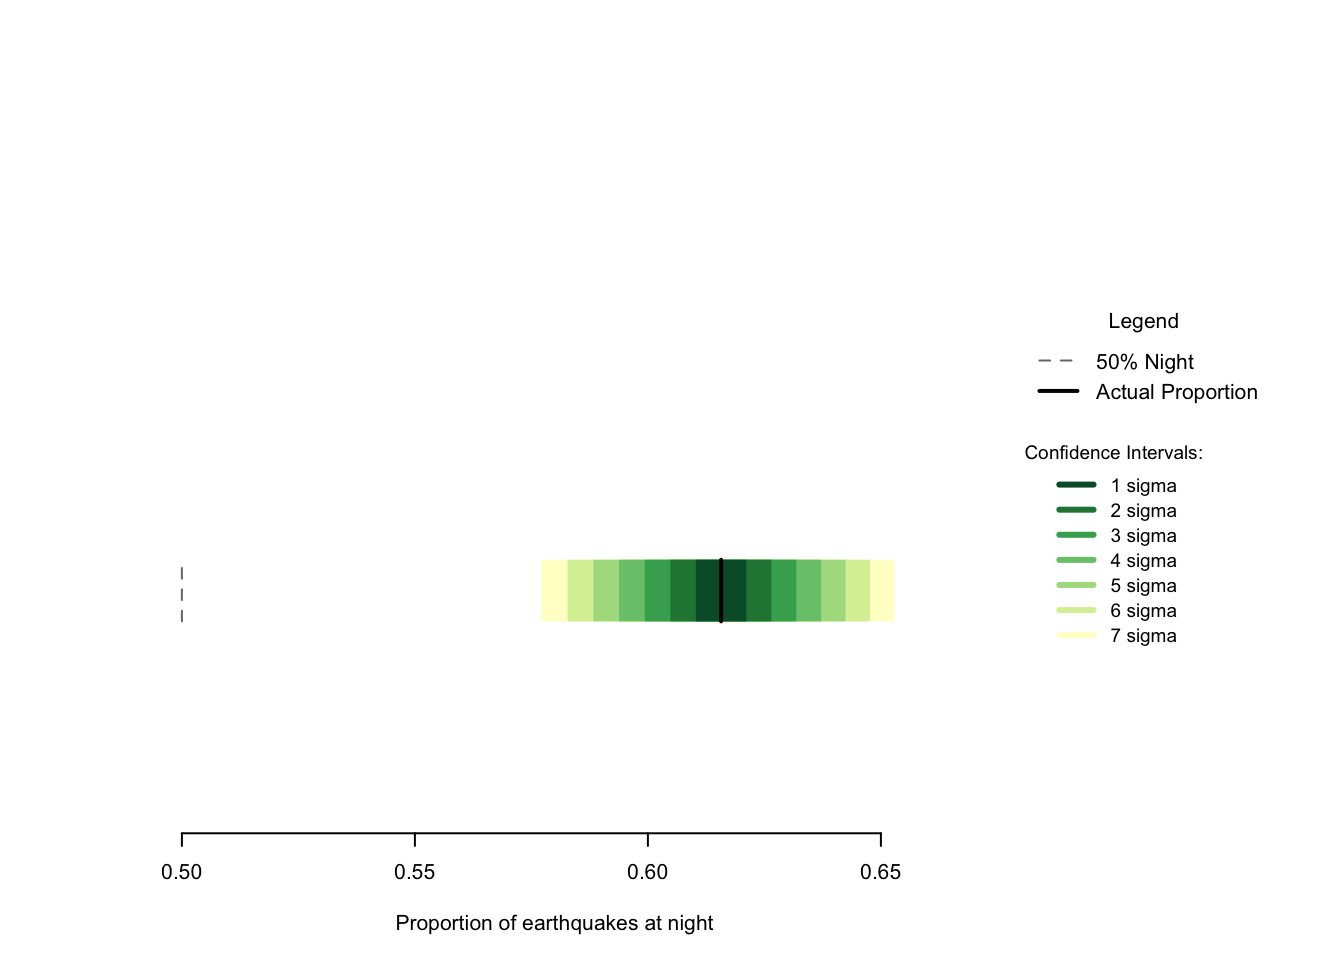 Legend
50% Night
Actual Proportion
Confidence Intervals:
1 sigma
2 sigma
3 sigma
4 sigma
5 sigma
6 sigma
7 sigma
0.50 0.55 0.60 0.65
Proportion of earthquakes at night